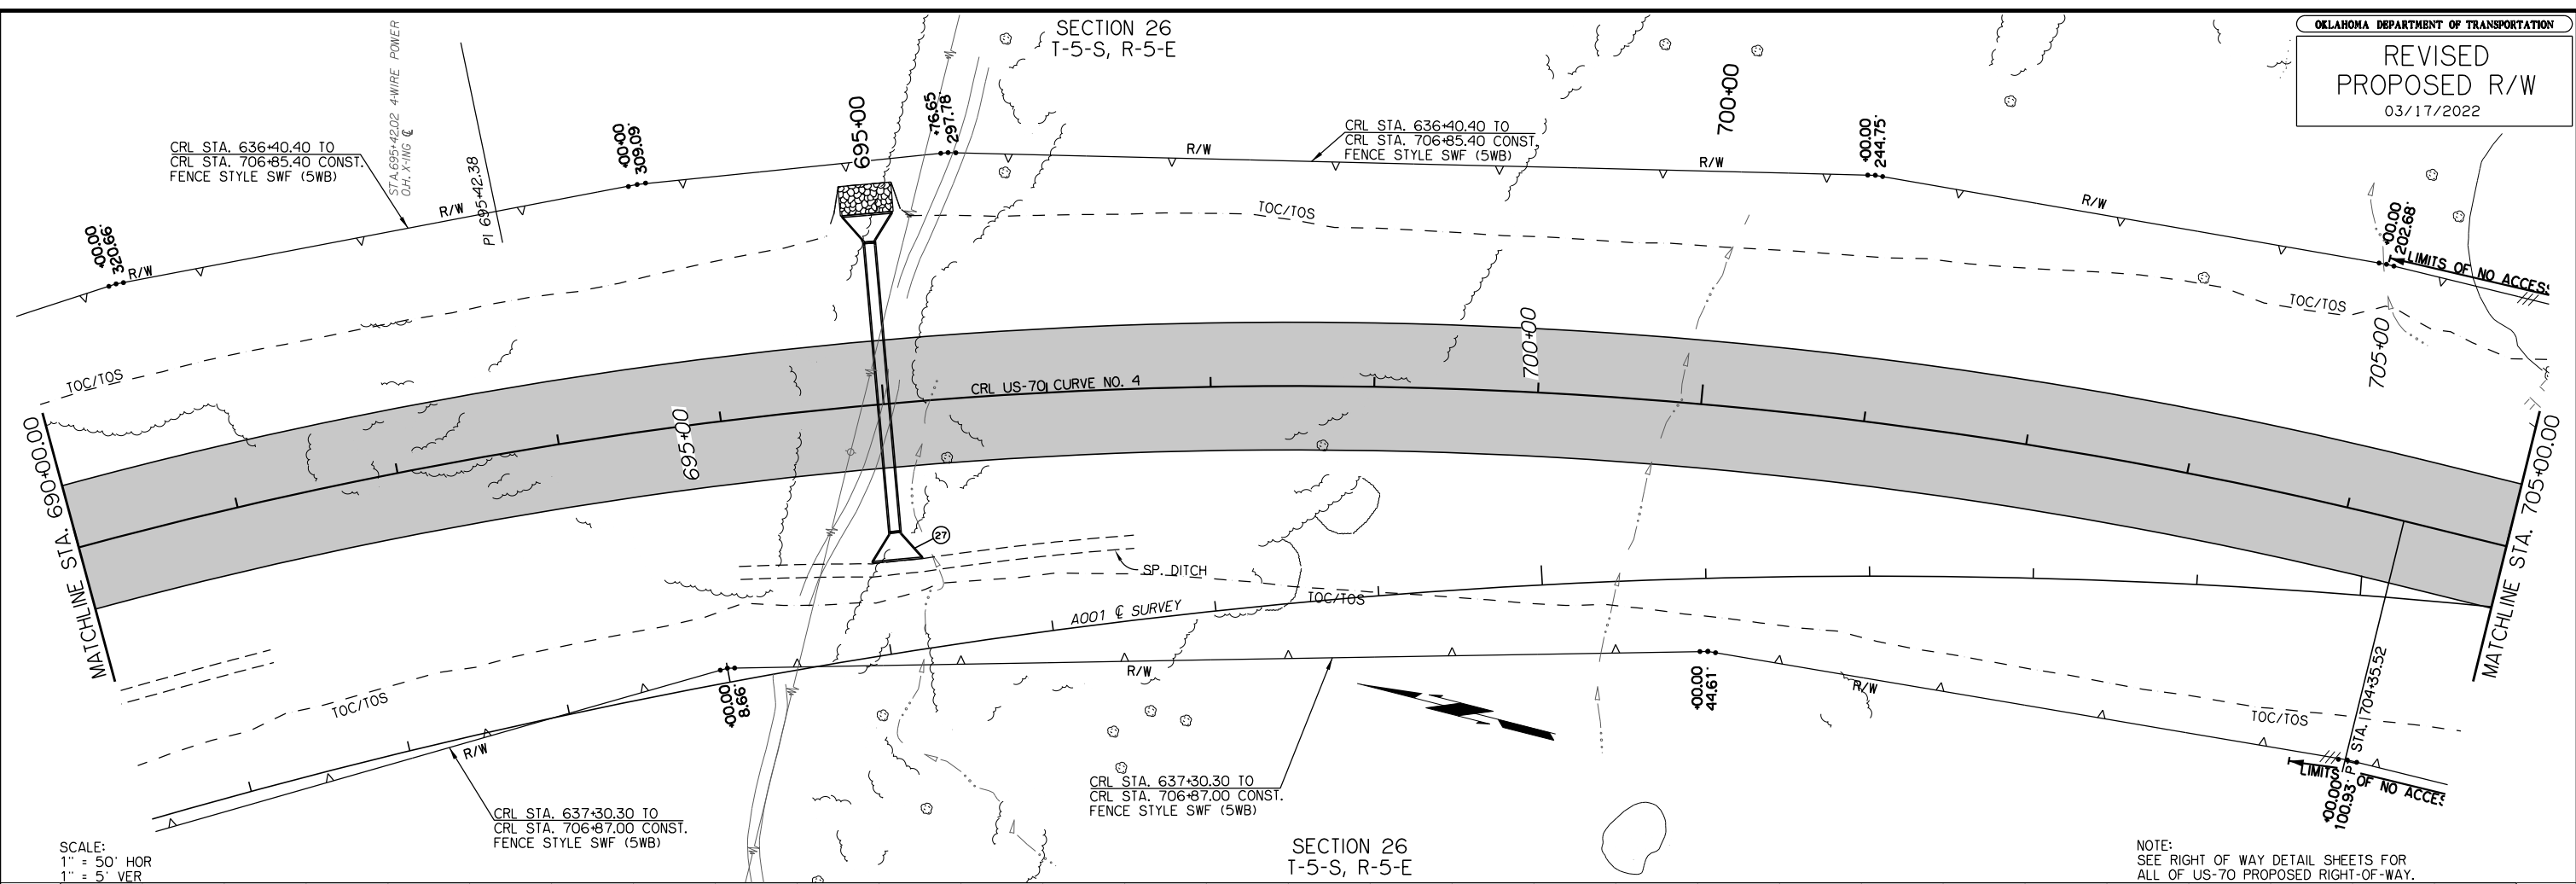 SECTION 26
T-5-S, R-5-E
OKLAHOMA DEPARTMENT OF TRANSPORTATION
REVISED
PROPOSED R/W
03/17/2022
STA.695+42.02 4-WIRE POWER
O.H. X-ING ℄
PI 695+42.38
CRL STA. 636+40.40 TO
CRL STA. 706+85.40 CONST.
FENCE STYLE SWF (5WB)
+00.00
320.66'
R/W
R/W
+00.00
309.09'
695+00
+76.65
297.78'
R/W
CRL STA. 636+40.40 TO
CRL STA. 706+85.40 CONST.
FENCE STYLE SWF (5WB)
700+00
R/W
+00.00
244.75'
R/W
+00.00
202.68'
LIMITS OF NO ACCES
TOC/TOS
TOC/TOS
TOC/TOS
MATCHLINE STA. 690+00.00
695+00
CRL US-70 CURVE NO. 4
700+00
705+00
MATCHLINE STA. 705+00.00
27
SP. DITCH
TOC/TOS
A001 ℄ SURVEY
TOC/TOS
R/W
+00.00
8.66'
R/W
+00.00
44.61'
R/W
TOC/TOS
PI STA. 1704+35.52
LIMITS OF NO ACCES
+00.00
100.93'
CRL STA. 637+30.30 TO
CRL STA. 706+87.00 CONST.
FENCE STYLE SWF (5WB)
CRL STA. 637+30.30 TO
CRL STA. 706+87.00 CONST.
FENCE STYLE SWF (5WB)
SCALE:
1" = 50' HOR
1" = 5' VER
SECTION 26
T-5-S, R-5-E
NOTE:
SEE RIGHT OF WAY DETAIL SHEETS FOR
ALL OF US-70 PROPOSED RIGHT-OF-WAY.